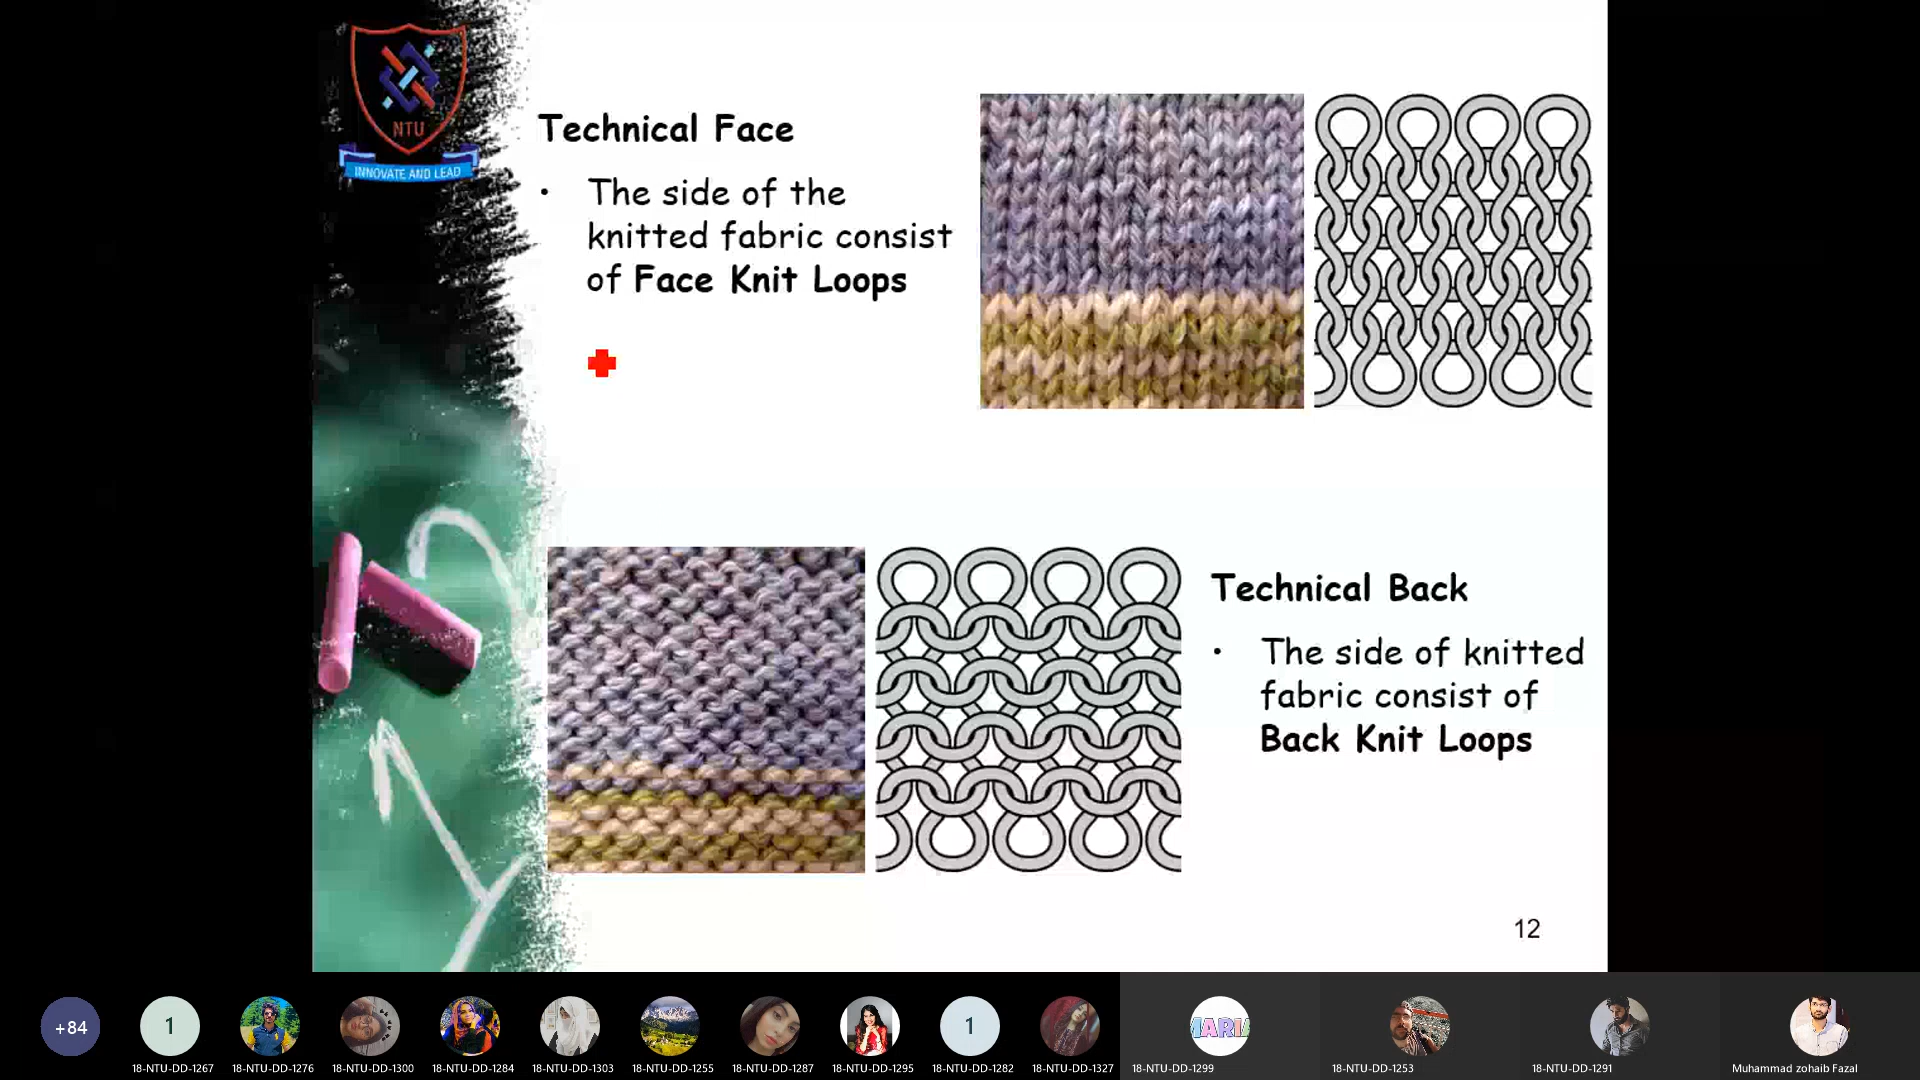 NTU
INNOVATE AND LEAD
Technical Face
• The side of the
knitted fabric consist
of Face Knit Loops
Technical Back
• The side of knitted
fabric consist of
Back Knit Loops
12
+84
1
1
MARIA
18-NTU-DD-1267
18-NTU-DD-1276
18-NTU-DD-1300
18-NTU-DD-1284
18-NTU-DD-1303
18-NTU-DD-1255
18-NTU-DD-1287
18-NTU-DD-1295
18-NTU-DD-1282
18-NTU-DD-1327
18-NTU-DD-1299
18-NTU-DD-1253
18-NTU-DD-1291
Muhammad zohaib Fazal